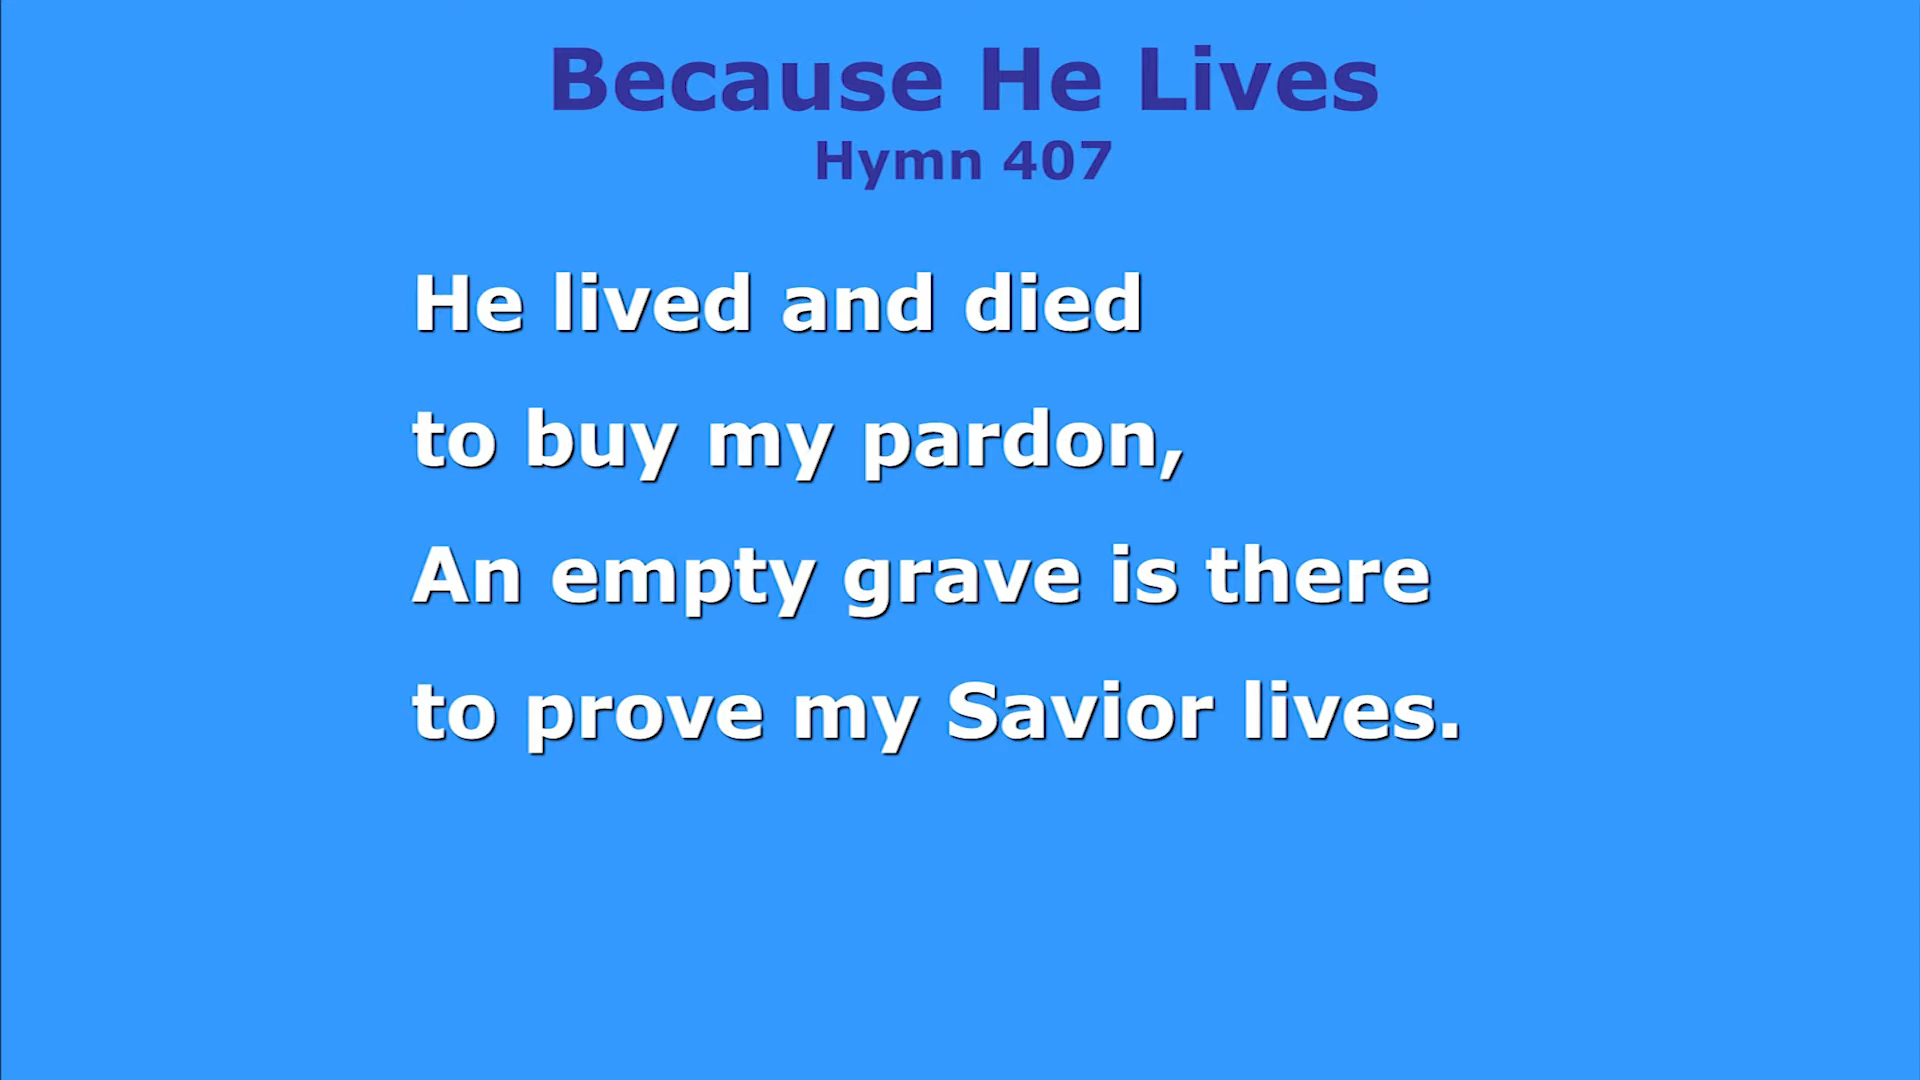 Because He Lives
Hymn 407
He lived and died
to buy my pardon,
An empty grave is there
to prove my Savior lives.